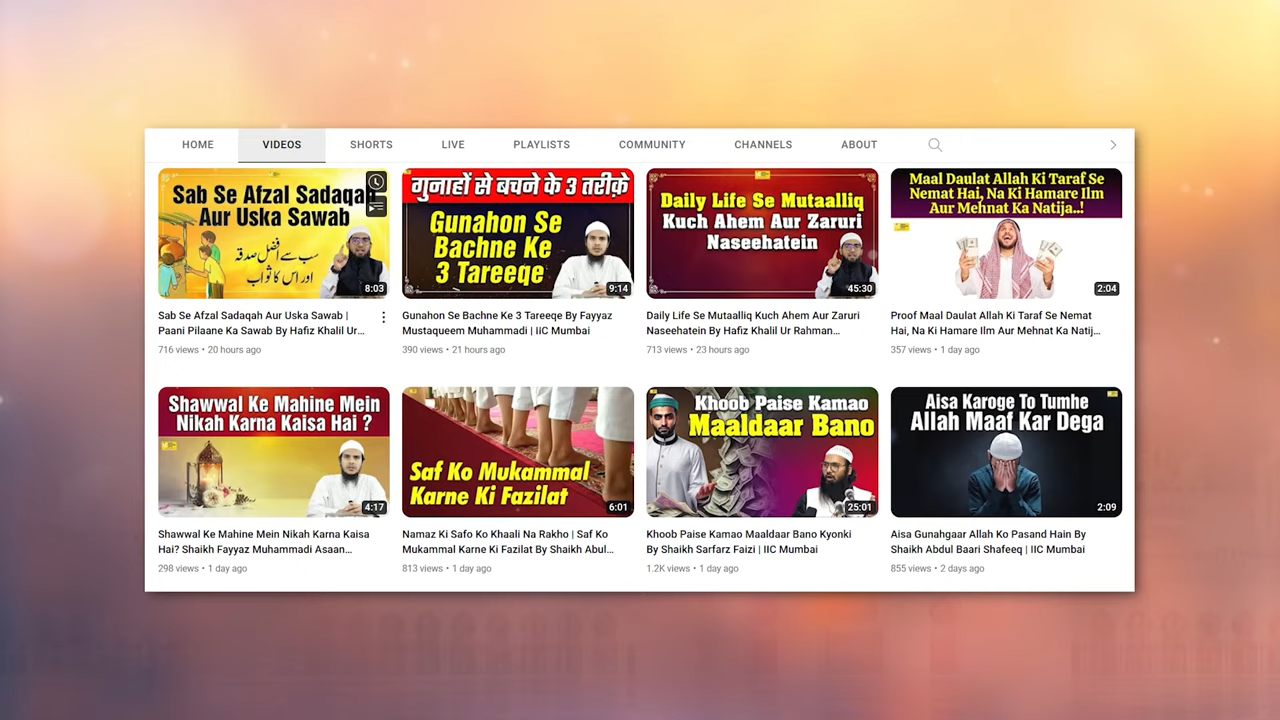 HOME VIDEOS SHORTS LIVE PLAYLISTS COMMUNITY CHANNELS ABOUT
Sab Se Afzal Sadaqah
Aur Uska Sawab
سب سے افضل صدقہ
اور اس کا ثواب
8:03
गुनाहों से बचने के 3 तरीक़े
Gunahon Se
Bachne Ke
3 Tareeqe
9:14
Daily Life Se Mutaalliq
Kuch Ahem Aur Zaruri
Naseehatein
45:30
Maal Daulat Allah Ki Taraf Se
Nemat Hai, Na Ki Hamare Ilm
Aur Mehnat Ka Natija..!
2:04
Sab Se Afzal Sadaqah Aur Uska Sawab |
Paani Pilaane Ka Sawab By Hafiz Khalil Ur...
716 views • 20 hours ago
Gunahon Se Bachne Ke 3 Tareeqe By Fayyaz
Mustaqueem Muhammadi | IiC Mumbai
390 views • 21 hours ago
Daily Life Se Mutaalliq Kuch Ahem Aur Zaruri
Naseehatein By Hafiz Khalil Ur Rahman...
713 views • 23 hours ago
Proof Maal Daulat Allah Ki Taraf Se Nemat
Hai, Na Ki Hamare Ilm Aur Mehnat Ka Natij...
357 views • 1 day ago
Shawwal Ke Mahine Mein
Nikah Karna Kaisa Hai ?
4:17
Saf Ko Mukammal
Karne Ki Fazilat
6:01
Khoob Paise Kamao
Maaldaar Bano
25:01
Aisa Karoge To Tumhe
Allah Maaf Kar Dega
2:09
Shawwal Ke Mahine Mein Nikah Karna Kaisa
Hai? Shaikh Fayyaz Muhammadi Asaan...
298 views • 1 day ago
Namaz Ki Safo Ko Khaali Na Rakho | Saf Ko
Mukammal Karne Ki Fazilat By Shaikh Abul...
813 views • 1 day ago
Khoob Paise Kamao Maaldaar Bano Kyonki
By Shaikh Sarfarz Faizi | IIC Mumbai
1.2K views • 1 day ago
Aisa Gunahgaar Allah Ko Pasand Hain By
Shaikh Abdul Baari Shafeeq | IIC Mumbai
855 views • 2 days ago